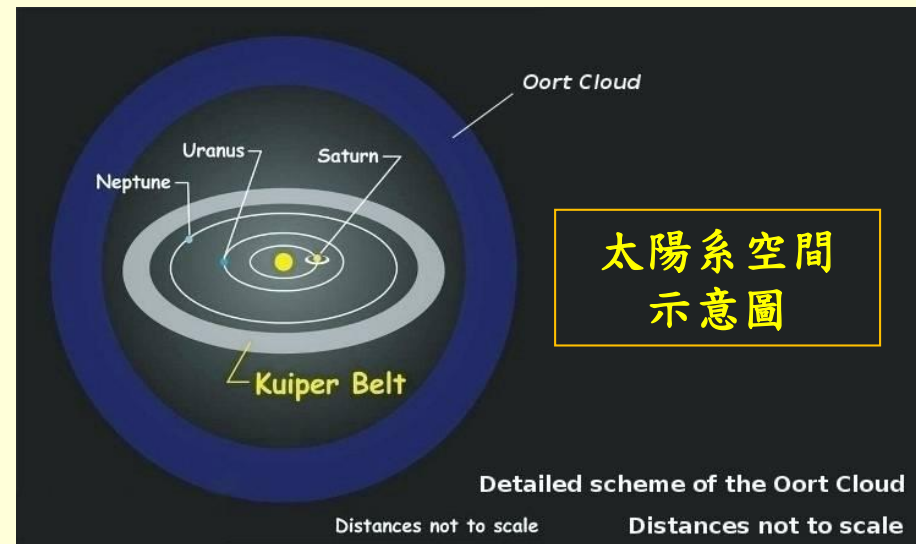 Oort Cloud
Uranus
Saturn
Neptune
太陽系空間
示意圖
Kuiper Belt
Detailed scheme of the Oort Cloud
Distances not to scale
Distances not to scale